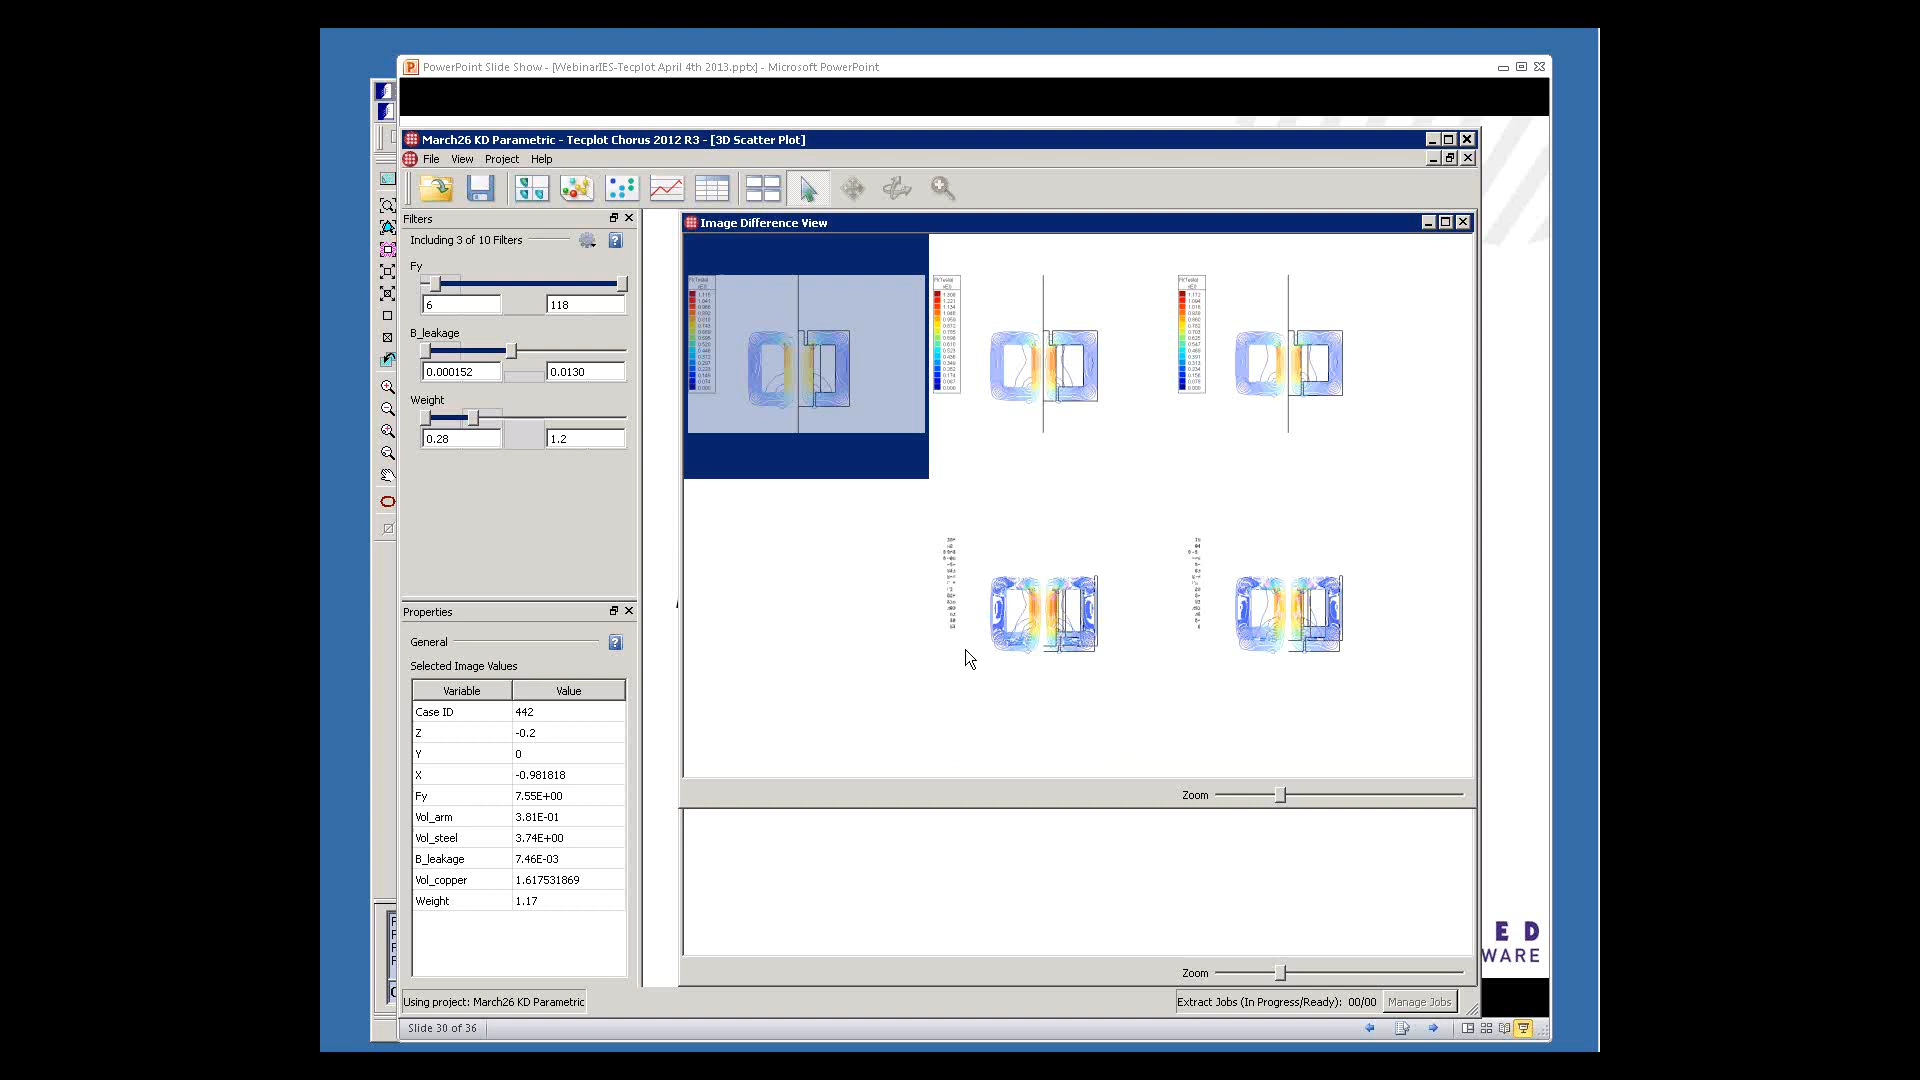 PowerPoint Slide Show - [WebinarIES-Tecplot April 4th 2013.pptx] - Microsoft PowerPoint
March26 KD Parametric - Tecplot Chorus 2012 R3 - [3D Scatter Plot]
File View Project Help
Filters
Including 3 of 10 Filters
Fy
6 118
B_leakage
0.000152 0.0130
Weight
0.28 1.2
Properties
General
Selected Image Values
Variable Value
Case ID 442
Z -0.2
Y 0
X -0.981818
Fy 7.55E+00
Vol_arm 3.81E-01
Vol_steel 3.74E+00
B_leakage 7.46E-03
Vol_copper 1.617531869
Weight 1.17
Image Difference View
Zoom
Zoom
Using project: March26 KD Parametric
Extract Jobs (In Progress/Ready): 00/00 Manage Jobs
E D
WARE
Slide 30 of 36